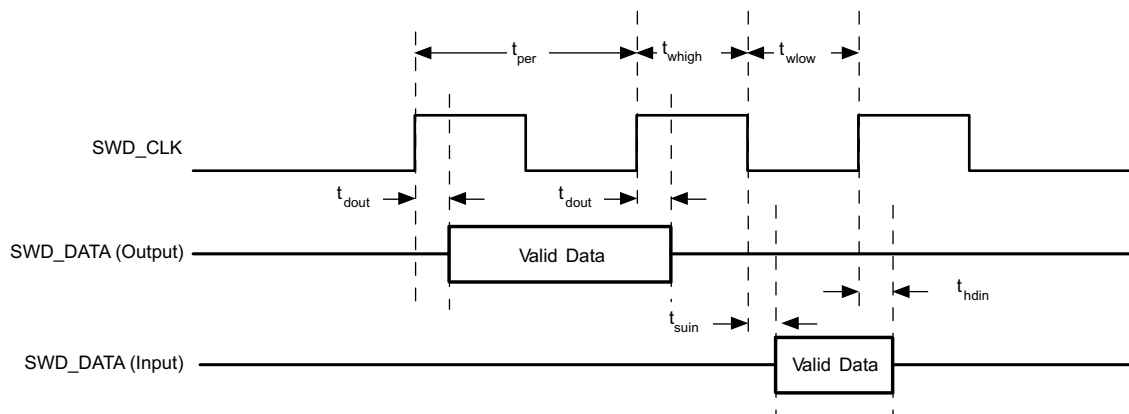 t_per t_whigh t_wlow
SWD_CLK
t_dout t_dout
SWD_DATA (Output) Valid Data
t_hdin
t_suin
SWD_DATA (Input) Valid Data